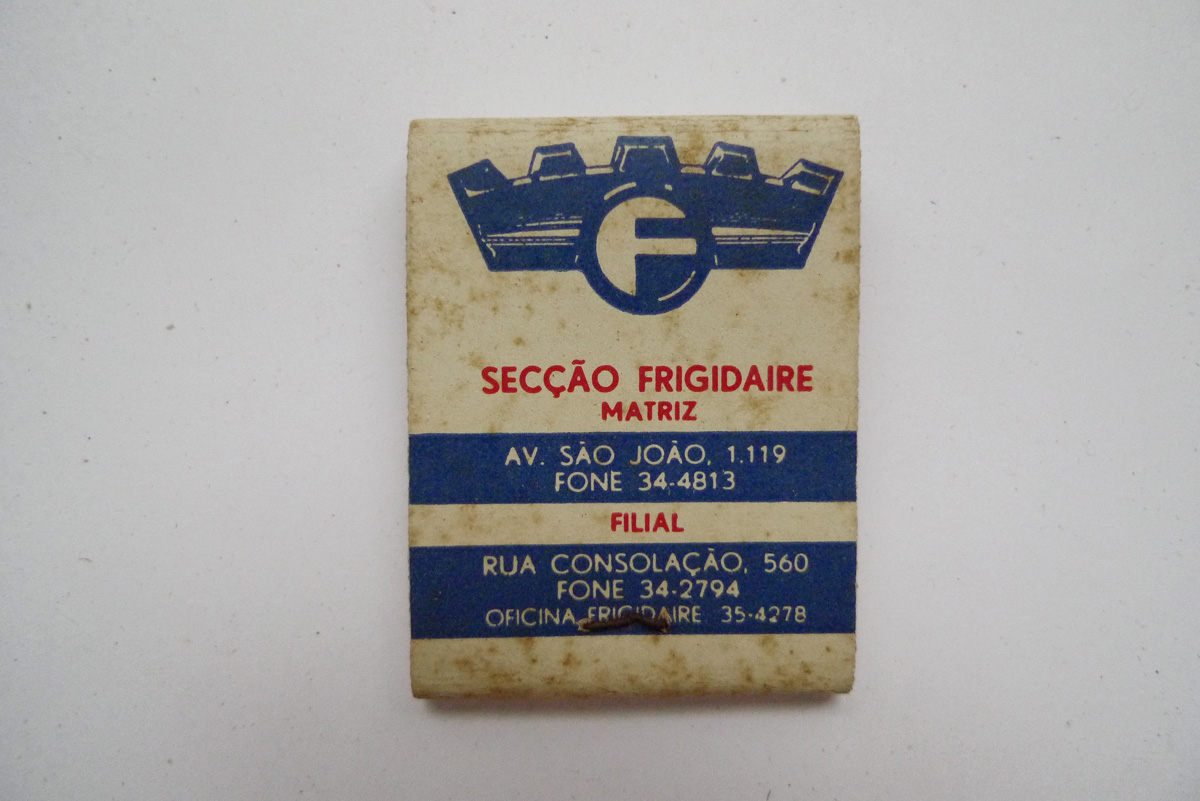 F
SECÇÃO FRIGIDAIRE
MATRIZ
AV. SÃO JOÃO, 1.119
FONE 34-4813
FILIAL
RUA CONSOLAÇÃO, 560
FONE 34-2794
OFICINA FRIGIDAIRE 35-4278